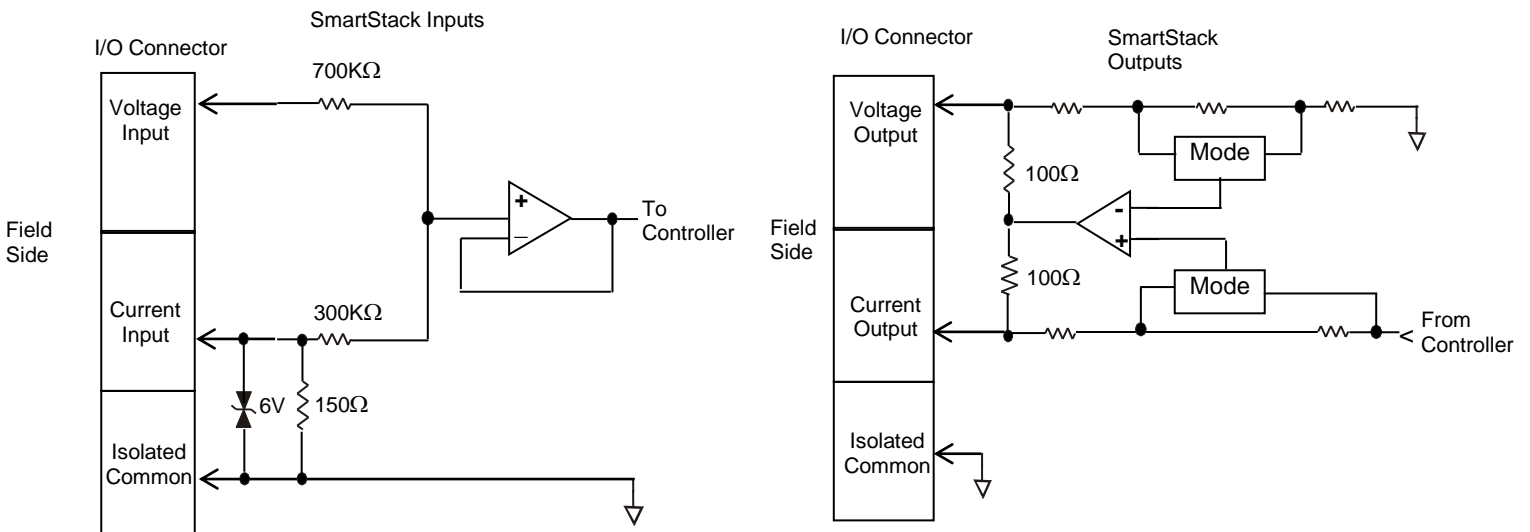 SmartStack Inputs
I/O Connector
700KΩ
Voltage
Input
+
−
To
Controller
Field
Side
300KΩ
Current
Input
6V
150Ω
Isolated
Common
I/O Connector
SmartStack
Outputs
Voltage
Output
Mode
100Ω
-
+
Field
Side
100Ω
Mode
Current
Output
From
Controller
Isolated
Common